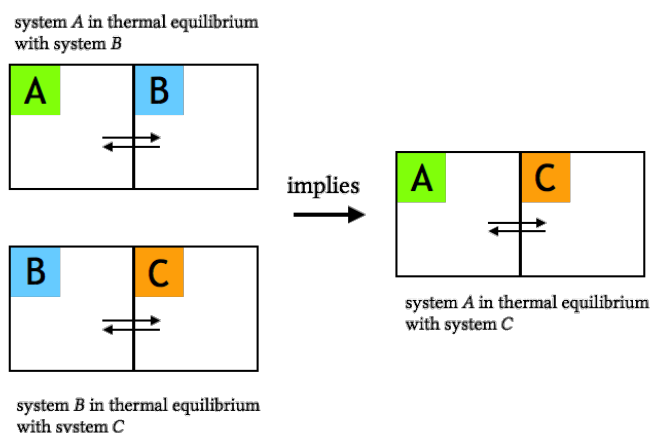 system A in thermal equilibrium
with system B
A
B
implies
A
C
B
C
system A in thermal equilibrium
with system C
system B in thermal equilibrium
with system C